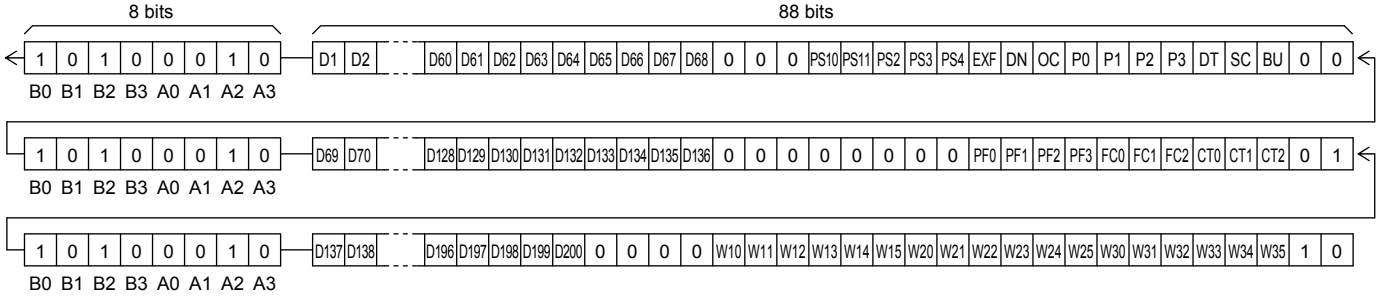 8 bits 88 bits
1 0 1 0 0 0 1 0 D1 D2 D60 D61 D62 D63 D64 D65 D66 D67 D68 0 0 0 PS10 PS11 PS2 PS3 PS4 EXF DN OC P0 P1 P2 P3 DT SC BU 0 0
B0 B1 B2 B3 A0 A1 A2 A3
1 0 1 0 0 0 1 0 D69 D70 D128 D129 D130 D131 D132 D133 D134 D135 D136 0 0 0 0 0 0 0 0 PF0 PF1 PF2 PF3 FC0 FC1 FC2 CT0 CT1 CT2 0 1
B0 B1 B2 B3 A0 A1 A2 A3
1 0 1 0 0 0 1 0 D137 D138 D196 D197 D198 D199 D200 0 0 0 0 W10 W11 W12 W13 W14 W15 W20 W21 W22 W23 W24 W25 W30 W31 W32 W33 W34 W35 1 0
B0 B1 B2 B3 A0 A1 A2 A3